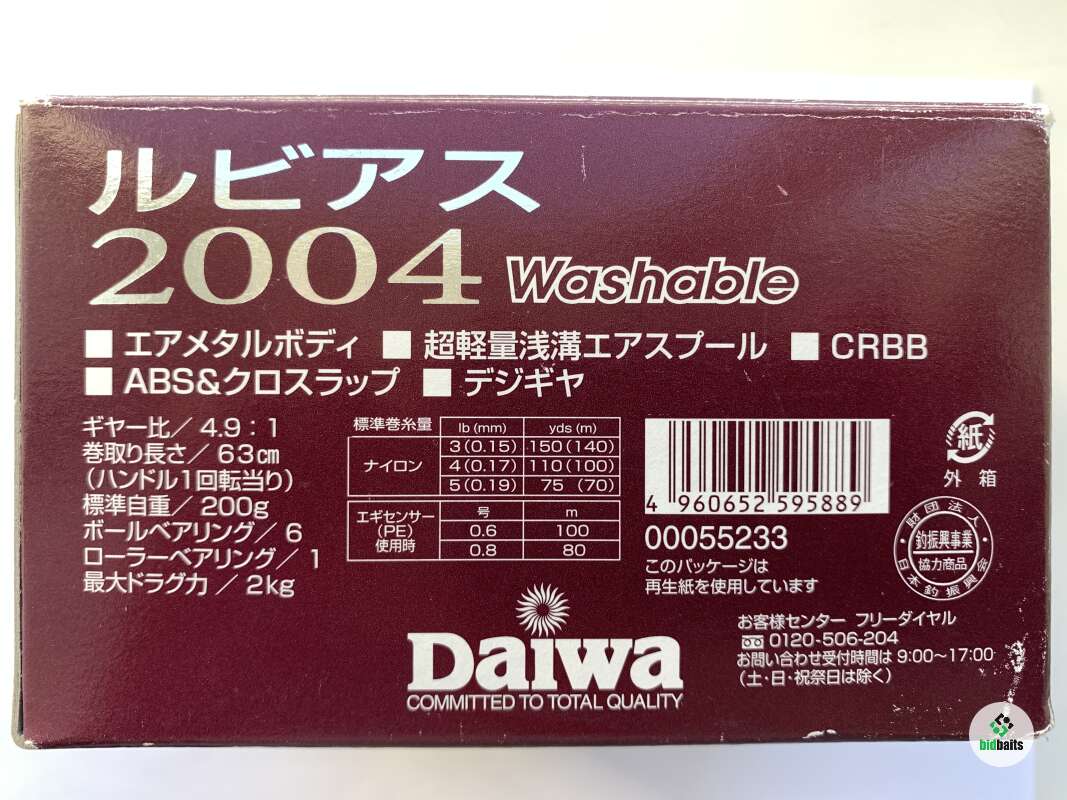 ルビアス
2004 Washable
■ エアメタルボディ ■ 超軽量浅溝エアスプール ■ CRBB
■ ABS&クロスラップ ■ デジギヤ
ギヤー比／4.9：1
巻取り長さ／63㎝
（ハンドル1回転当り）
標準自重／200g
ボールベアリング／6
ローラーベアリング／1
最大ドラグ力／2kg
標準巻糸量 lb (mm) yds (m)
ナイロン
3 (0.15) 150 (140)
4 (0.17) 110 (100)
5 (0.19) 75 (70)
エギセンサー
(PE)
使用時
号 m
0.6 100
0.8 80
4 960652 595889
00055233
このパッケージは
再生紙を使用しています
紙
外箱
財団法人
釣振興事業
協力商品
日本釣振興会
お客様センター フリーダイヤル
0120-506-204
お問い合わせ受付時間は 9:00〜17:00
（土・日・祝祭日は除く）
Daiwa
COMMITTED TO TOTAL QUALITY
bidbaits